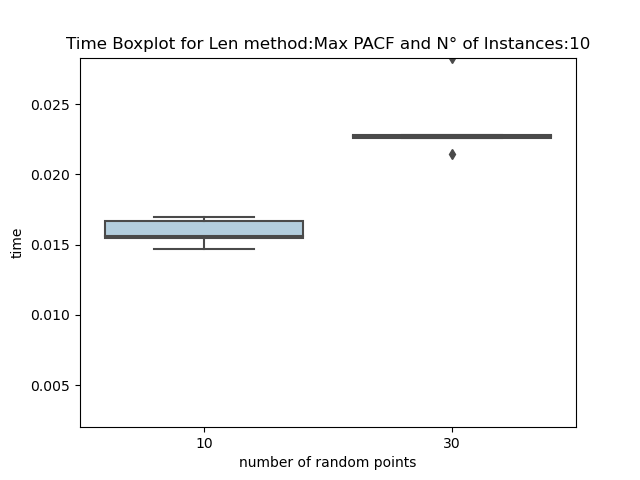 Time Boxplot for Len method:Max PACF and N° of Instances:10
0.025
0.020
0.015
0.010
0.005
time
10 30
number of random points